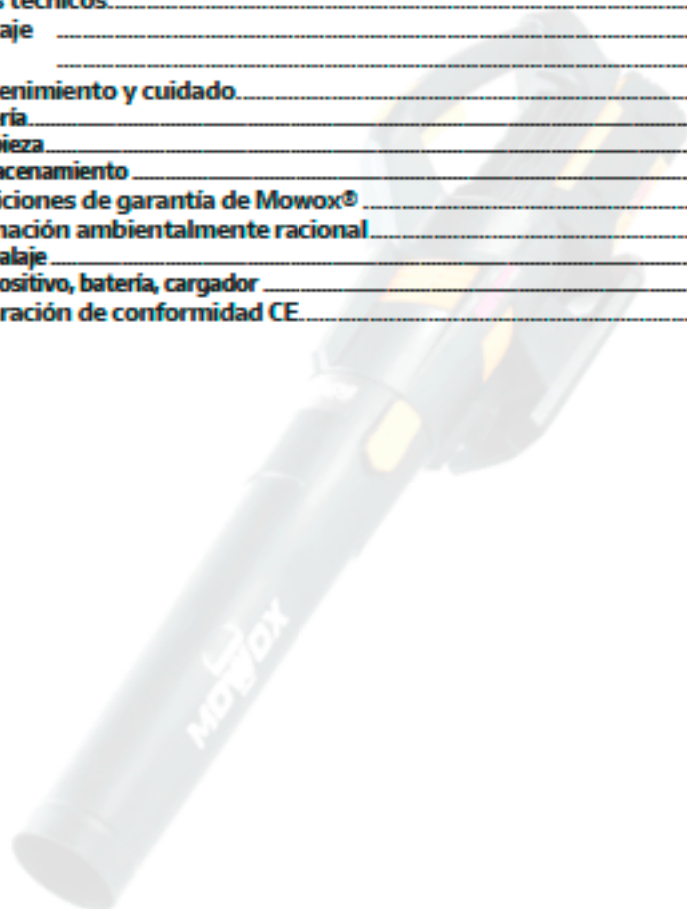 s técnicos
aje
enimiento y cuidado
ría
pieza
acenamiento
iciones de garantía de Mowox®
nación ambientalmente racional
alaje
ositivo, batería, cargador
ración de conformidad CE
MOWOX